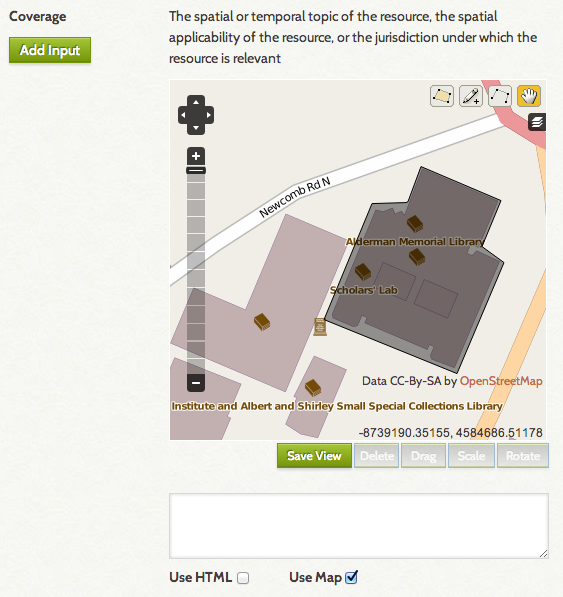 Coverage
Add Input
The spatial or temporal topic of the resource, the spatial
applicability of the resource, or the jurisdiction under which the
resource is relevant
Newcomb Rd N
Alderman Memorial Library
Scholars' Lab
Data CC-By-SA by OpenStreetMap
Institute and Albert and Shirley Small Special Collections Library
-8739190.35155, 4584686.51178
Save View Delete Drag Scale Rotate
Use HTML Use Map